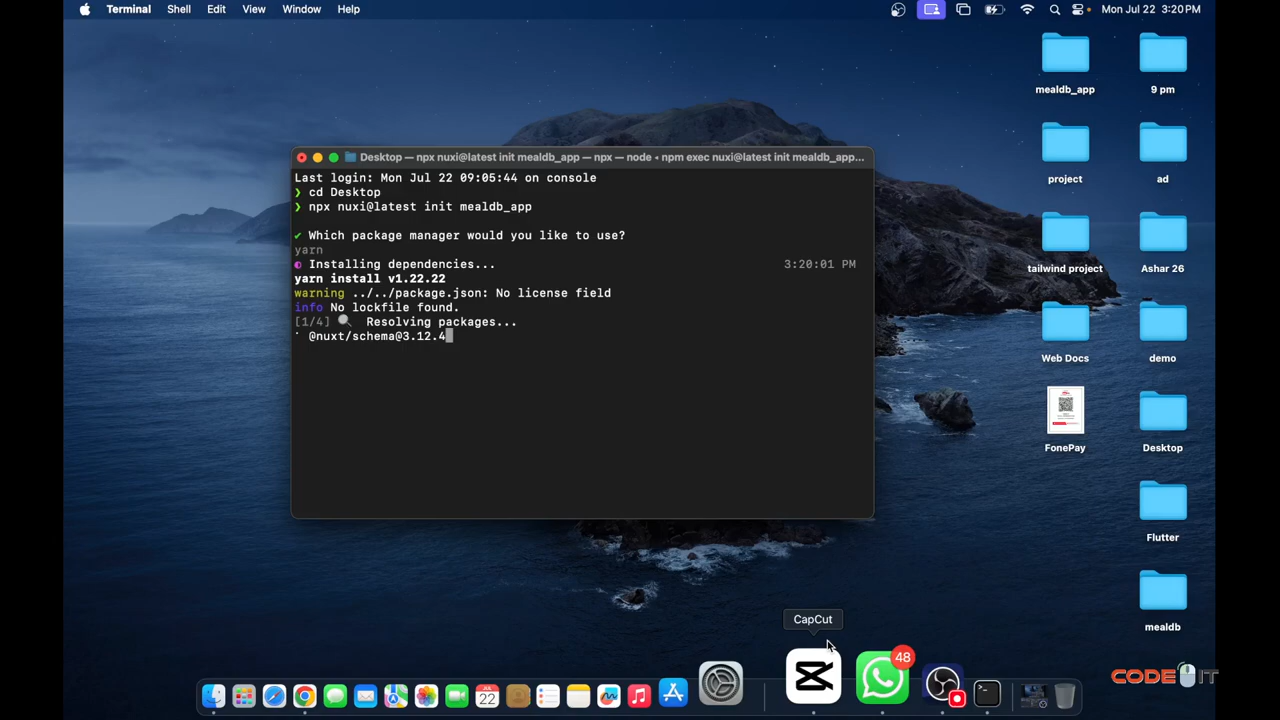 Terminal Shell Edit View Window Help Mon Jul 22 3:20 PM
mealdb_app 9 pm
project ad
tailwind project Ashar 26
Web Docs demo
FonePay Desktop
Flutter
mealdb
Desktop — npx nuxi@latest init mealdb_app — npx — node ◂ npm exec nuxi@latest init mealdb_app...
Last login: Mon Jul 22 09:05:44 on console
❯ cd Desktop
❯ npx nuxi@latest init mealdb_app
✔ Which package manager would you like to use?
yarn
◐ Installing dependencies... 3:20:01 PM
yarn install v1.22.22
warning ../../package.json: No license field
info No lockfile found.
[1/4] 🔍 Resolving packages...
⠁ @nuxt/schema@3.12.4
CapCut
48
JUL
22
CODE IT